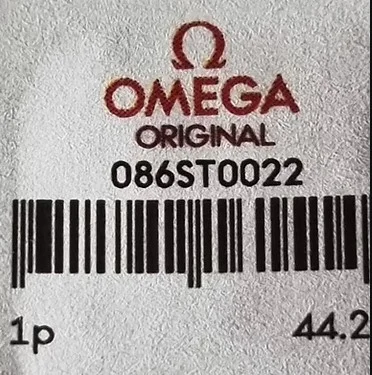 Ω
OMEGA
ORIGINAL
086ST0022
1p 44.2